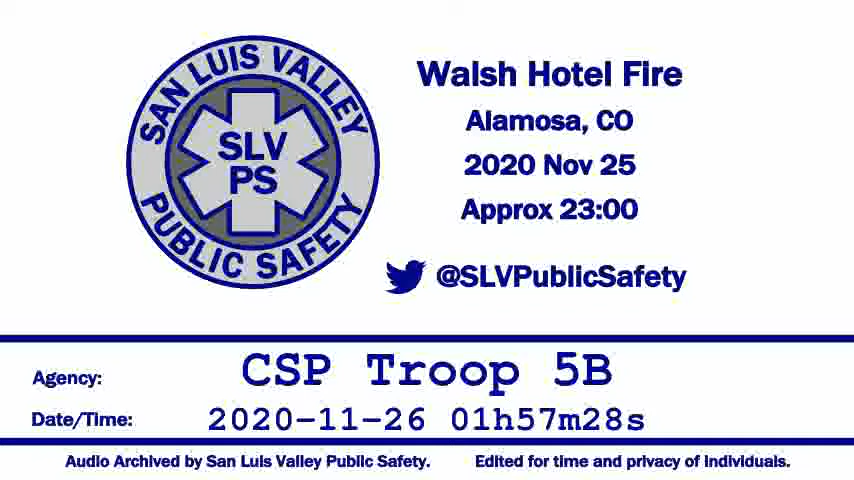 SAN LUIS VALLEY
SLV
PS
PUBLIC SAFETY
Walsh Hotel Fire
Alamosa, CO
2020 Nov 25
Approx 23:00
@SLVPublicSafety
Agency: CSP Troop 5B
Date/Time: 2020-11-26 01h57m28s
Audio Archived by San Luis Valley Public Safety. Edited for time and privacy of individuals.